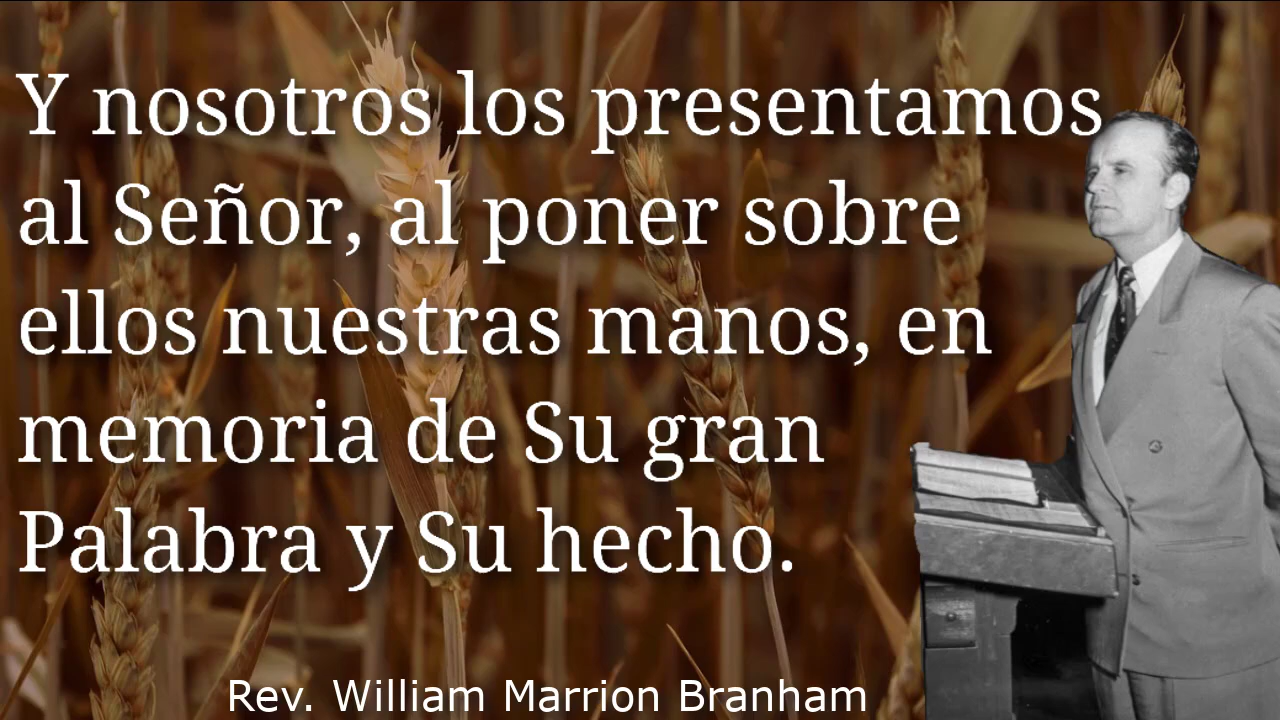 Y nosotros los presentamos
al Señor, al poner sobre
ellos nuestras manos, en
memoria de Su gran
Palabra y Su hecho.
Rev. William Marrion Branham